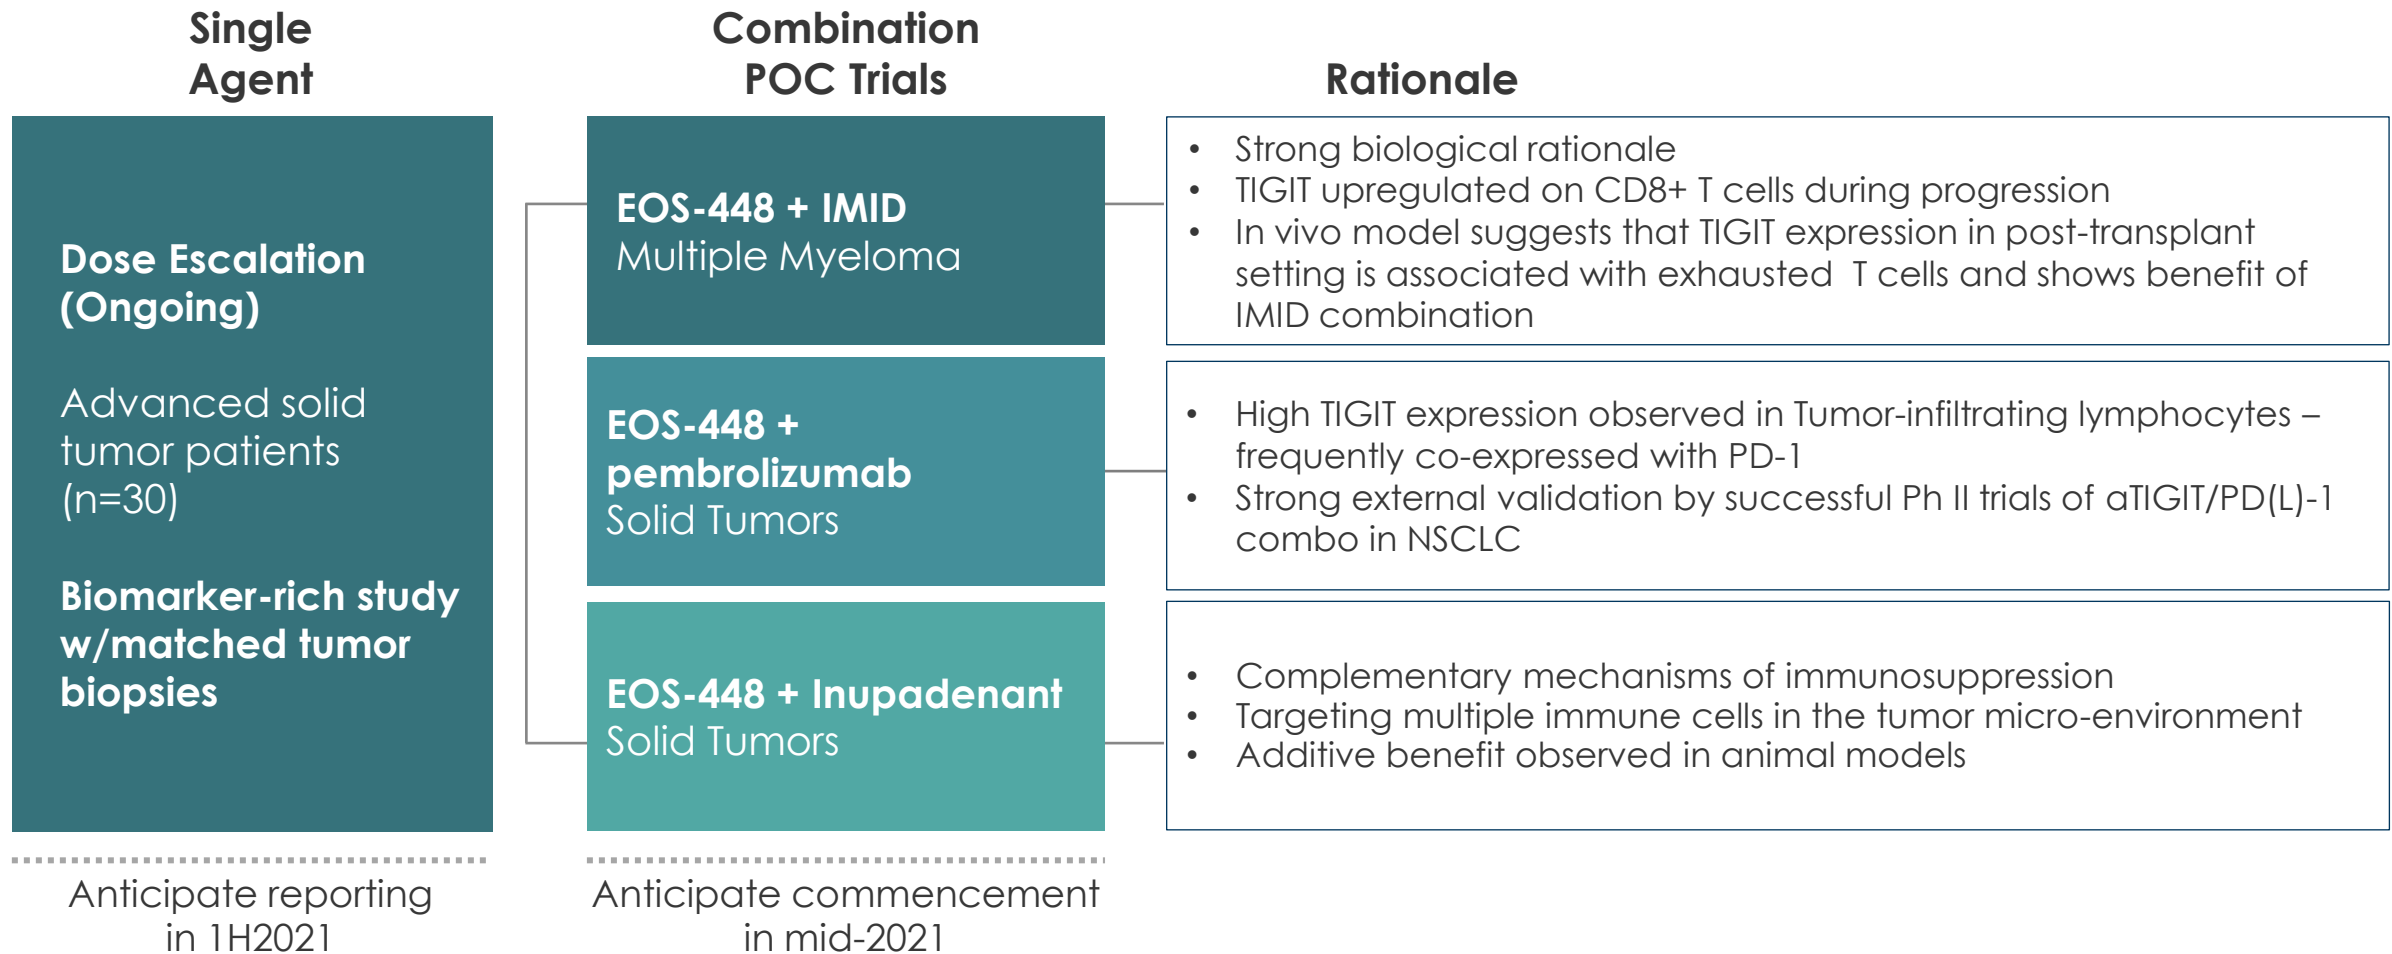 Single
Agent
Combination
POC Trials
Rationale
Dose Escalation
(Ongoing)
Advanced solid
tumor patients
(n=30)
Biomarker-rich study
w/matched tumor
biopsies
Anticipate reporting
in 1H2021
EOS-448 + IMID
Multiple Myeloma
• Strong biological rationale
• TIGIT upregulated on CD8+ T cells during progression
• In vivo model suggests that TIGIT expression in post-transplant
setting is associated with exhausted T cells and shows benefit of
IMID combination
EOS-448 +
pembrolizumab
Solid Tumors
• High TIGIT expression observed in Tumor-infiltrating lymphocytes –
frequently co-expressed with PD-1
• Strong external validation by successful Ph II trials of aTIGIT/PD(L)-1
combo in NSCLC
EOS-448 + Inupadenant
Solid Tumors
• Complementary mechanisms of immunosuppression
• Targeting multiple immune cells in the tumor micro-environment
• Additive benefit observed in animal models
Anticipate commencement
in mid-2021